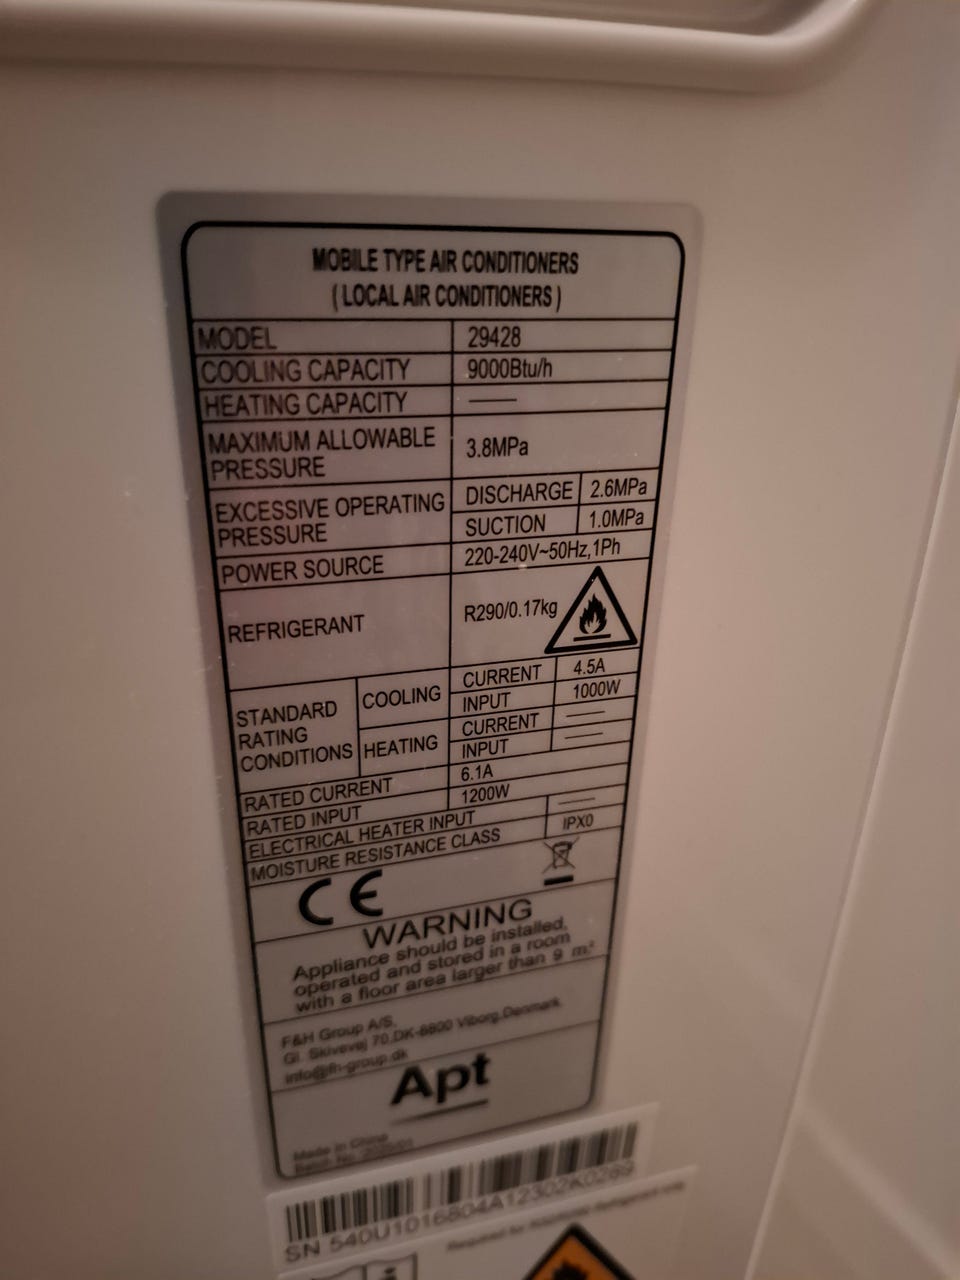 MOBILE TYPE AIR CONDITIONERS
( LOCAL AIR CONDITIONERS )
MODEL 29428
COOLING CAPACITY 9000Btu/h
HEATING CAPACITY ——
MAXIMUM ALLOWABLE PRESSURE 3.8MPa
EXCESSIVE OPERATING PRESSURE DISCHARGE 2.6MPa
SUCTION 1.0MPa
POWER SOURCE 220-240V~50Hz,1Ph
REFRIGERANT R290/0.17kg
STANDARD RATING CONDITIONS COOLING CURRENT 4.5A
INPUT 1000W
HEATING CURRENT ——
INPUT ——
RATED CURRENT 6.1A
RATED INPUT 1200W
ELECTRICAL HEATER INPUT ——
MOISTURE RESISTANCE CLASS IPX0
CE
WARNING
Appliance should be installed,
operated and stored in a room
with a floor area larger than 9 m²
F&H Group A/S,
Gl. Skivevej 70,DK-8800 Viborg,Denmark
info@fh-group.dk
Apt
Made in China
Batch No.
SN 540U1016804A12302K0269
Required for